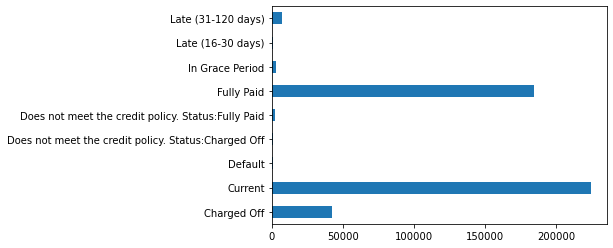 Late (31-120 days)
Late (16-30 days)
In Grace Period
Fully Paid
Does not meet the credit policy. Status:Fully Paid
Does not meet the credit policy. Status:Charged Off
Default
Current
Charged Off
0 50000 100000 150000 200000